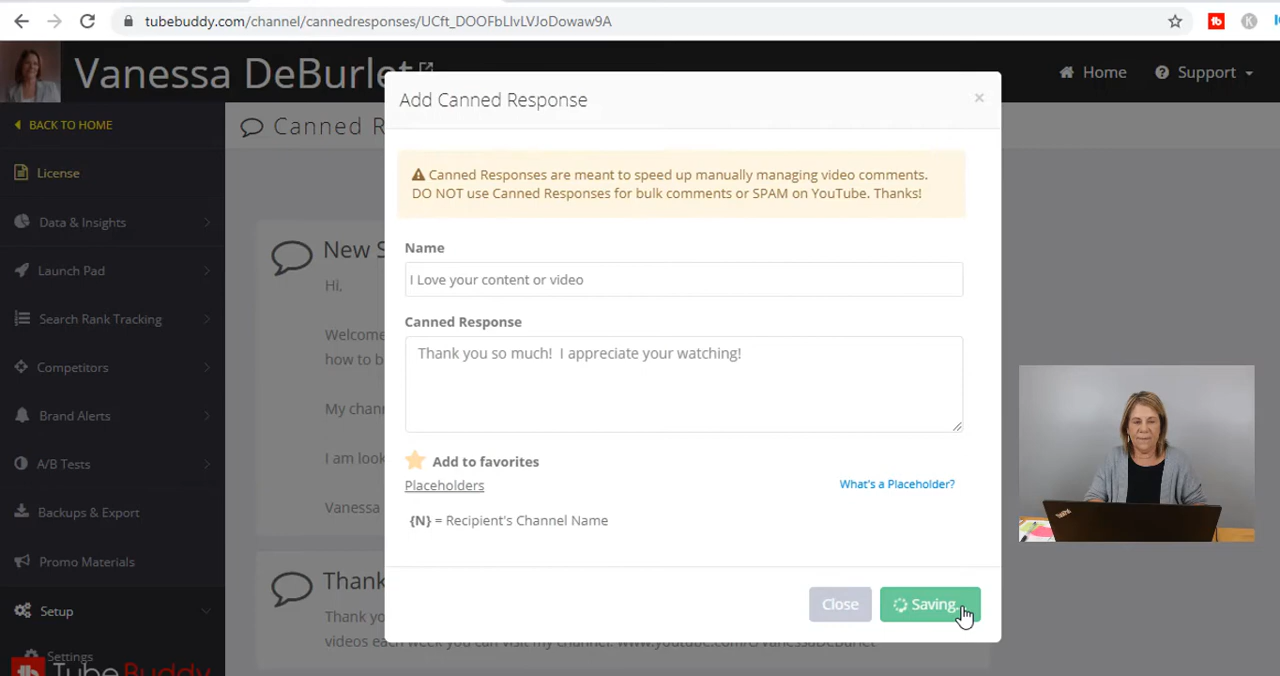 tubebuddy.com/channel/cannedresponses/UCft_DOOFbLIvLVJoDowaw9A
Vanessa DeBurlet
Home
Support
Add Canned Response
×
BACK TO HOME
Canned R
License
Canned Responses are meant to speed up manually managing video comments.
DO NOT use Canned Responses for bulk comments or SPAM on YouTube. Thanks!
Data & Insights
Launch Pad
Search Rank Tracking
Competitors
Brand Alerts
A/B Tests
Backups & Export
Promo Materials
Setup
Settings
TubeBuddy
New S
Hi.
Welcome
how to b
My chann
I am look
Vanessa
Name
I Love your content or video
Canned Response
Thank you so much!  I appreciate your watching!
Add to favorites
Placeholders
What's a Placeholder?
{N} = Recipient's Channel Name
Close
Saving..
Thank
Thank yo
videos each week you can visit my Channel: www.youtube.com/VanessaDeBurlet
ThinkPad